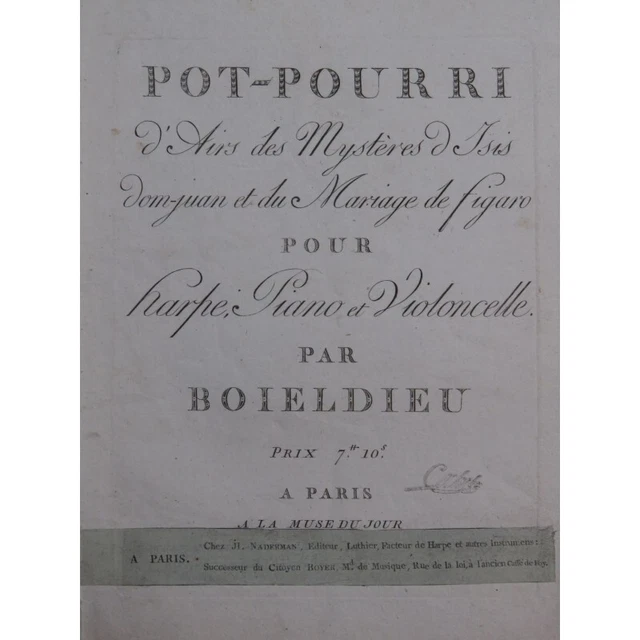 POT-POURRI
d'Airs des Mystères d Isis
dom-juan et du Mariage de figaro
POUR
harpe, Piano et Violoncelle.
PAR
BOIELDIEU
PRIX 7.tt 10.s
A PARIS
A LA MUSE DU JOUR
Chez J.H. NADERMAN, Editeur, Luthier, Facteur de Harpe et autres Instrumens
A PARIS.
Successeur du Citoyen BOYER, M.d de Musique, Rue de la loi, à l'ancien Caffé de Foy.